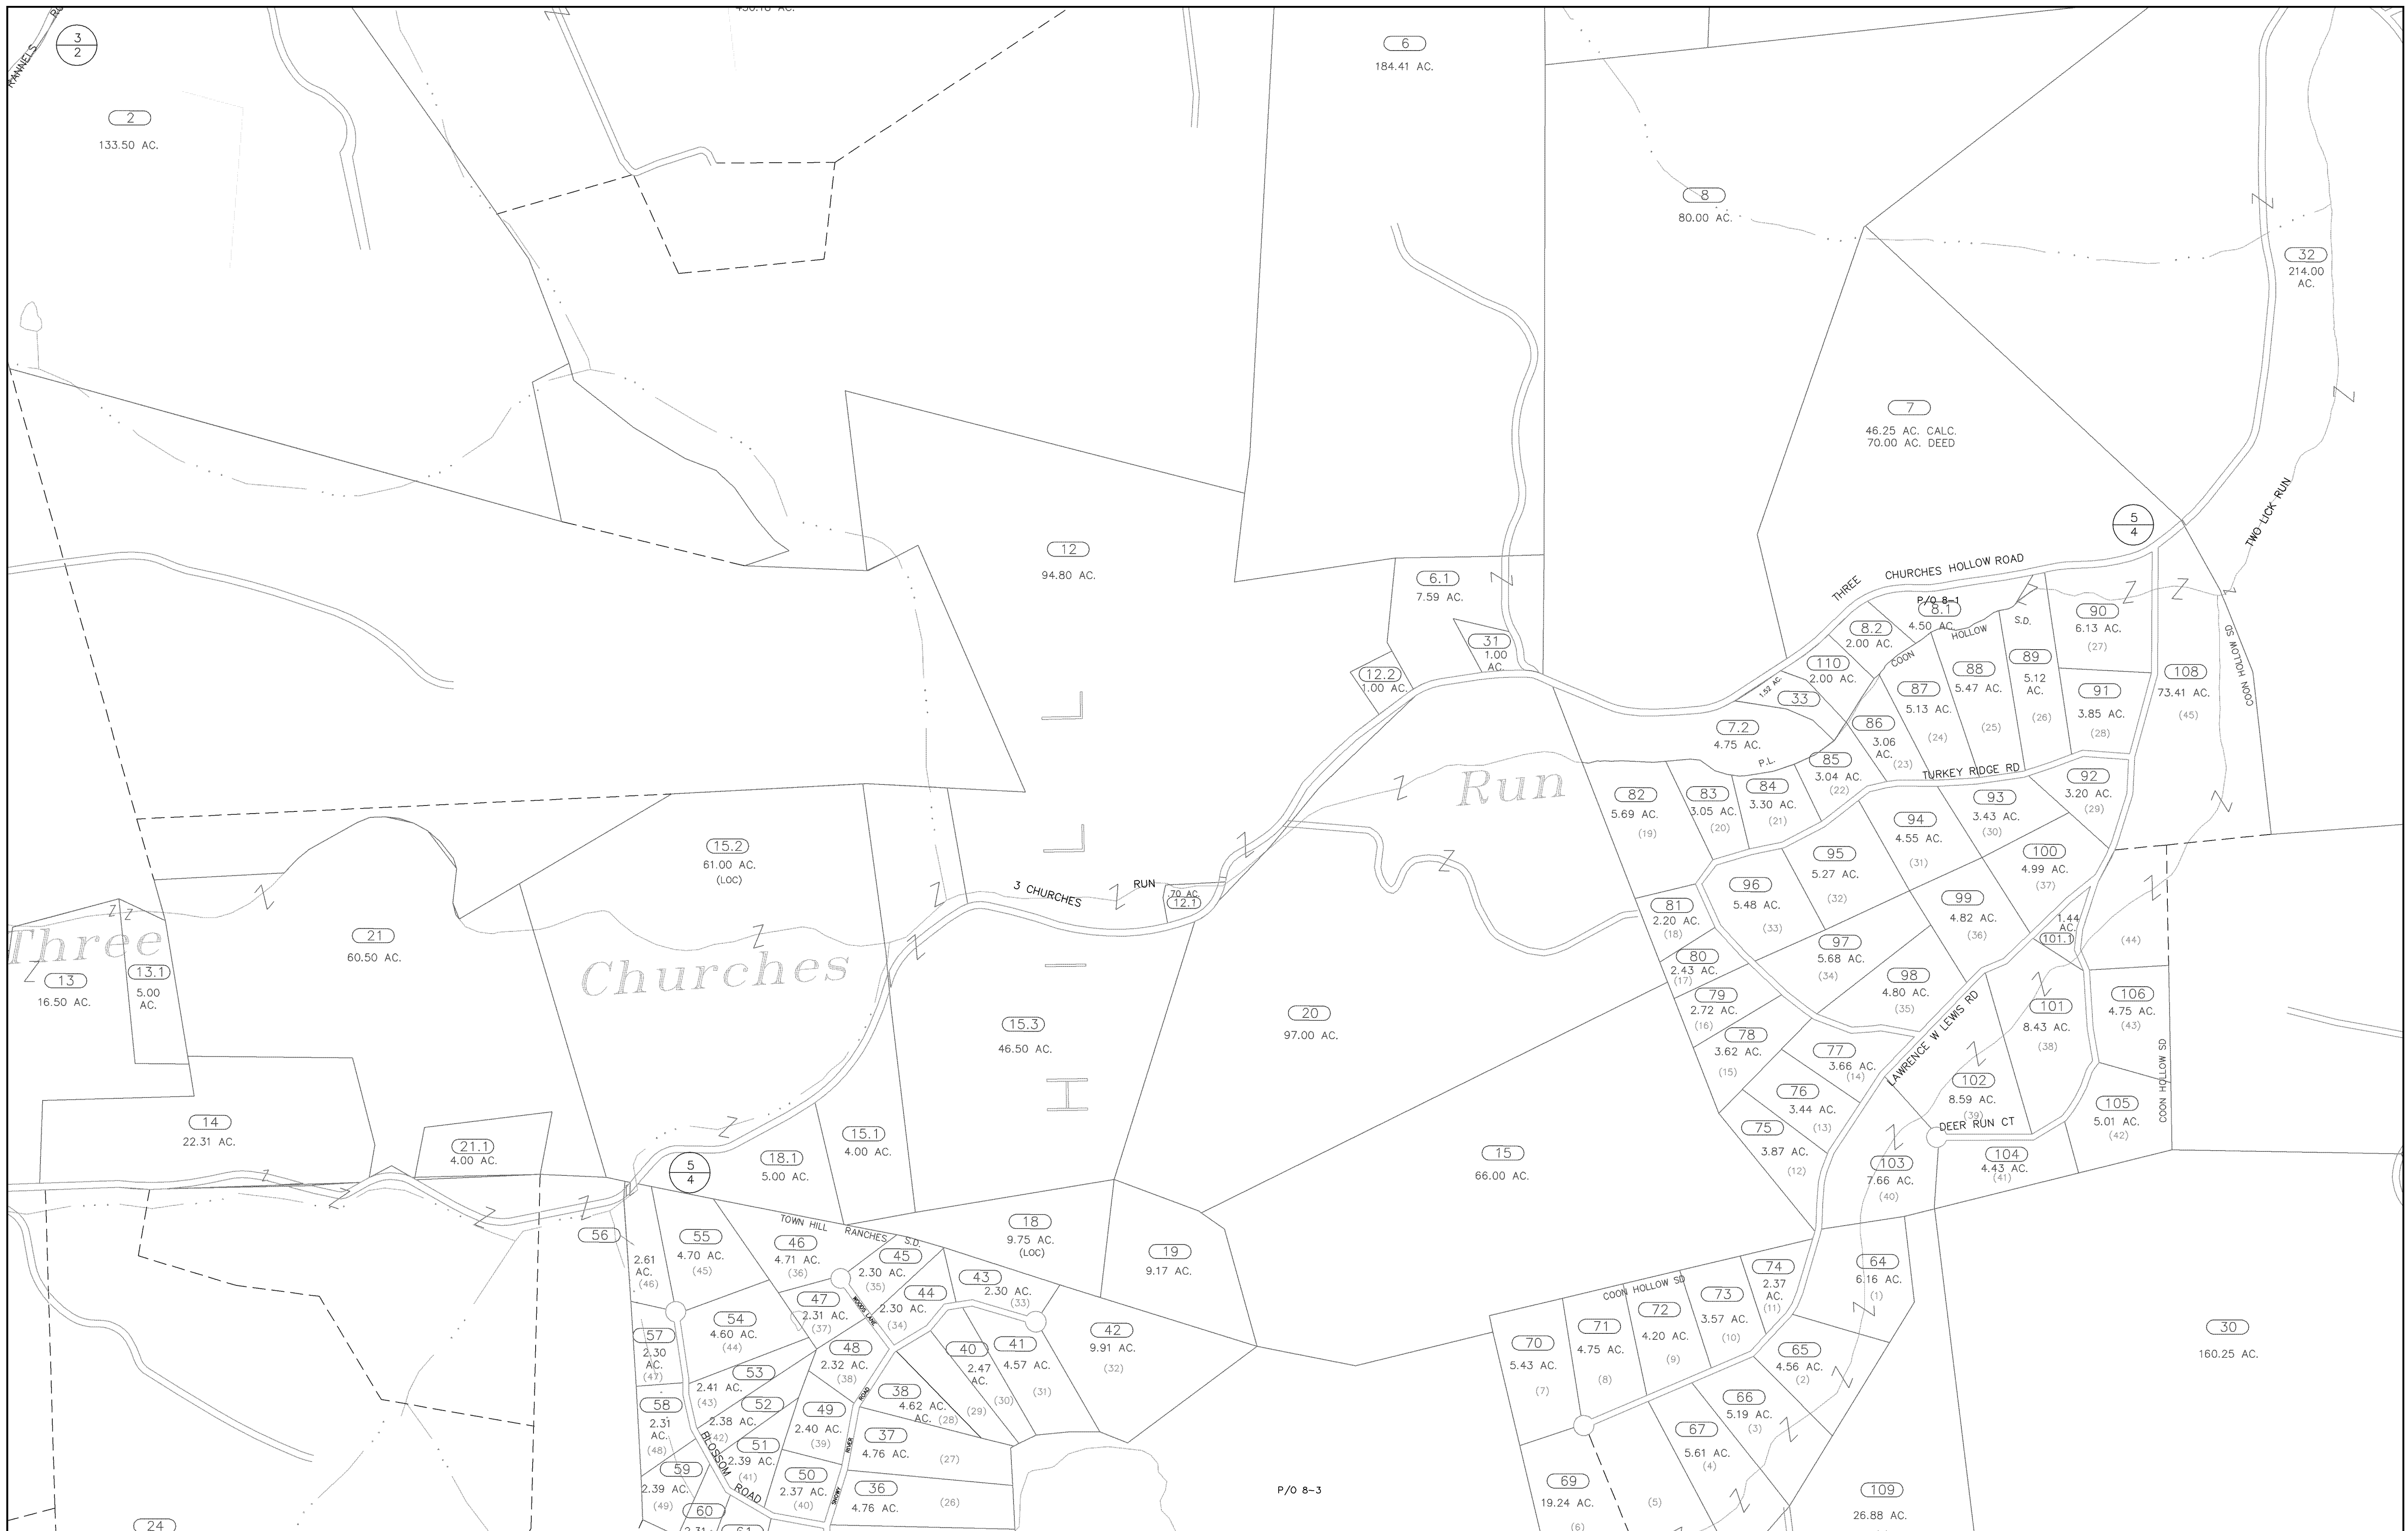 RANNELS
3
2
2
133.50 AC.
6
184.41 AC.
8
80.00 AC.
32
214.00
AC.
7
46.25 AC. CALC.
70.00 AC. DEED
5
4
TWO LICK RUN
THREE
CHURCHES HOLLOW ROAD
12
94.80 AC.
6.1
7.59 AC.
31
1.00
AC.
12.2
1.00 AC.
P/O 8-1
8.1
4.50 AC.
8.2
2.00 AC.
COON
HOLLOW
S.D.
90
6.13 AC.
(27)
COON HOLLOW SD
110
2.00 AC.
1.52 AC.
33
87
5.13 AC.
(24)
88
5.47 AC.
(25)
89
5.12
AC.
(26)
91
3.85 AC.
(28)
108
73.41 AC.
(45)
7.2
4.75 AC.
P.L.
86
3.06
AC.
(23)
85
3.04 AC.
(22)
TURKEY RIDGE RD
92
3.20 AC.
(29)
Run
82
5.69 AC.
(19)
83
3.05 AC.
(20)
84
3.30 AC.
(21)
94
4.55 AC.
(31)
93
3.43 AC.
(30)
15.2
61.00 AC.
(LOC)
95
5.27 AC.
(32)
100
4.99 AC.
(37)
3 CHURCHES
RUN
.70 AC.
12.1
96
5.48 AC.
(33)
99
4.82 AC.
(36)
81
2.20 AC.
(18)
1.44
AC.
101.1
(44)
Three
Churches
21
60.50 AC.
13
16.50 AC.
13.1
5.00
AC.
97
5.68 AC.
(34)
80
2.43 AC.
(17)
98
4.80 AC.
(35)
79
2.72 AC.
(16)
101
8.43 AC.
(38)
106
4.75 AC.
(43)
15.3
46.50 AC.
20
97.00 AC.
78
3.62 AC.
(15)
77
3.66 AC.
(14)
LAWRENCE W LEWIS RD
COON HOLLOW SD
102
8.59 AC.
(39)
76
3.44 AC.
(13)
105
5.01 AC.
(42)
14
22.31 AC.
21.1
4.00 AC.
15.1
4.00 AC.
18.1
5.00 AC.
5
4
15
66.00 AC.
75
3.87 AC.
(12)
DEER RUN CT
103
7.66 AC.
(40)
104
4.43 AC.
(41)
TOWN HILL
RANCHES
S.D.
18
9.75 AC.
(LOC)
19
9.17 AC.
56
2.61
AC.
(46)
55
4.70 AC.
(45)
46
4.71 AC.
(36)
45
2.30 AC.
(35)
44
2.30 AC.
(34)
43
2.30 AC.
(33)
COON HOLLOW SD
74
2.37
AC.
(11)
64
6.16 AC.
(1)
73
3.57 AC.
(10)
72
4.20 AC.
(9)
71
4.75 AC.
(8)
70
5.43 AC.
(7)
47
2.31 AC.
(37)
WOODS LANE
54
4.60 AC.
(44)
57
2.30
AC.
(47)
48
2.32 AC.
(38)
40
2.47
AC.
(30)
(29)
41
4.57 AC.
(31)
42
9.91 AC.
(32)
65
4.56 AC.
(2)
30
160.25 AC.
53
2.41 AC.
(43)
52
2.38 AC.
(42)
58
2.31
AC.
(48)
38
4.62 AC.
AC.
(28)
49
2.40 AC.
(39)
ROAD
RIVER
SHORT
66
5.19 AC.
(3)
67
5.61 AC.
(4)
37
4.76 AC.
(27)
51
2.39 AC.
(41)
BLOSSOM
ROAD
59
2.39 AC.
(49)
50
2.37 AC.
(40)
36
4.76 AC.
(26)
P/O 8-3
69
19.24 AC.
(6)
(5)
109
26.88 AC.
60
24
61